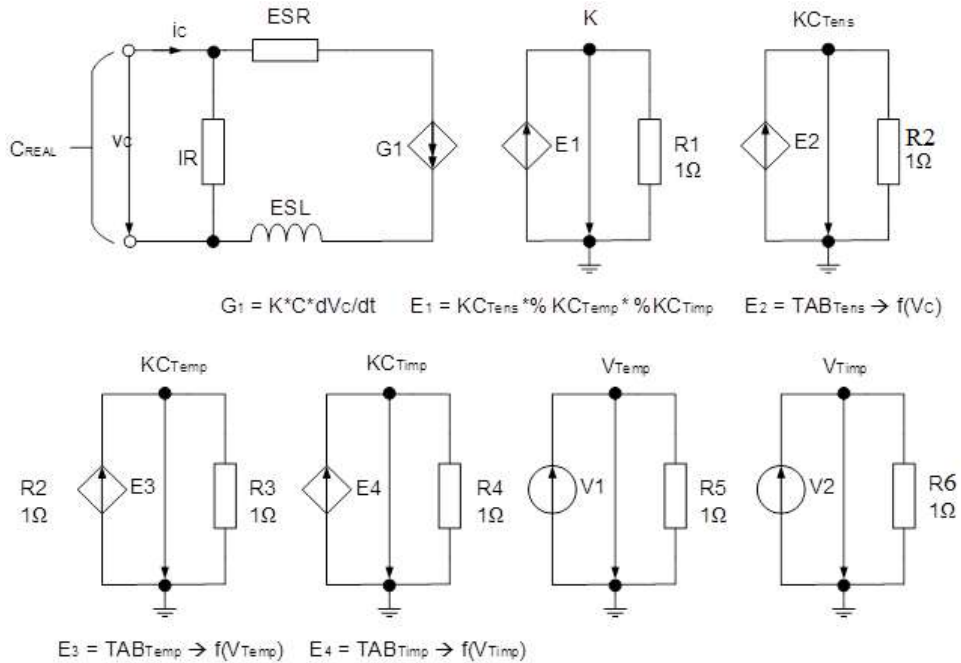 ESR
K
KCTens
iC
CREAL
VC
IR
G1
E1
R1
1Ω
E2
R2
1Ω
ESL
G1 = K*C*dVC/dt
E1 = KCTens*%KCTemp*%KCTimp
E2 = TABTens → f(VC)
KCTemp
KCTimp
VTemp
VTimp
R2
1Ω
E3
R3
1Ω
E4
R4
1Ω
V1
R5
1Ω
V2
R6
1Ω
E3 = TABTemp → f(VTemp)
E4 = TABTimp → f(VTimp)